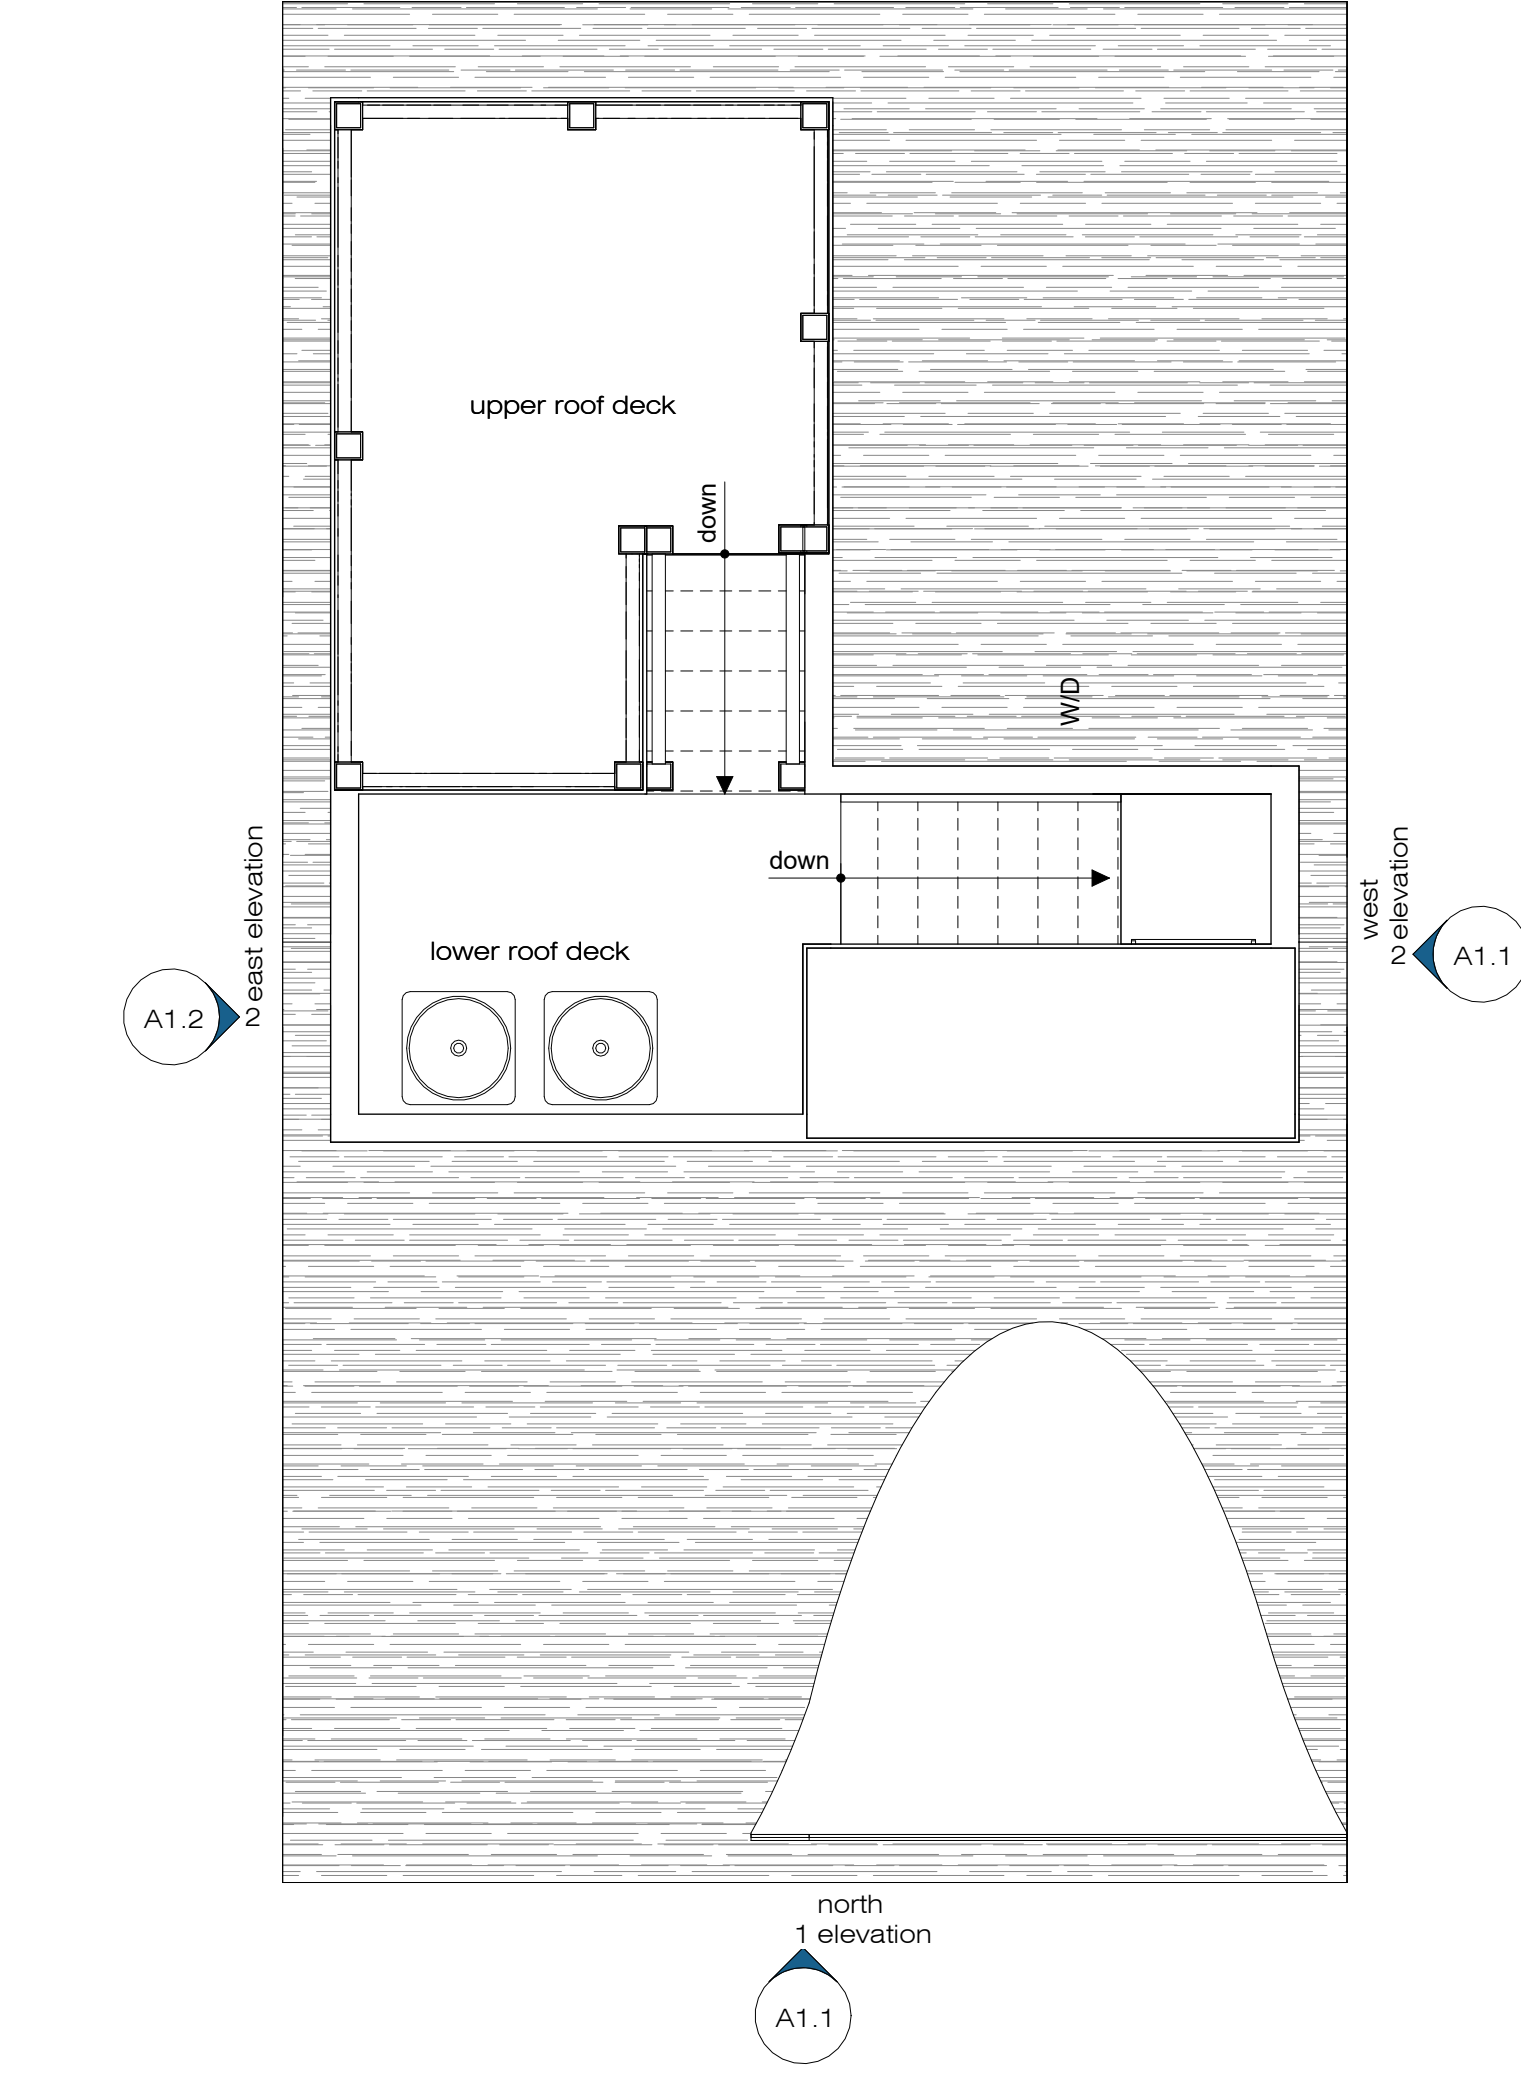 upper roof deck
down
W/D
down
lower roof deck
east elevation
2
A1.2
west
elevation
2
A1.1
north
1 elevation
A1.1